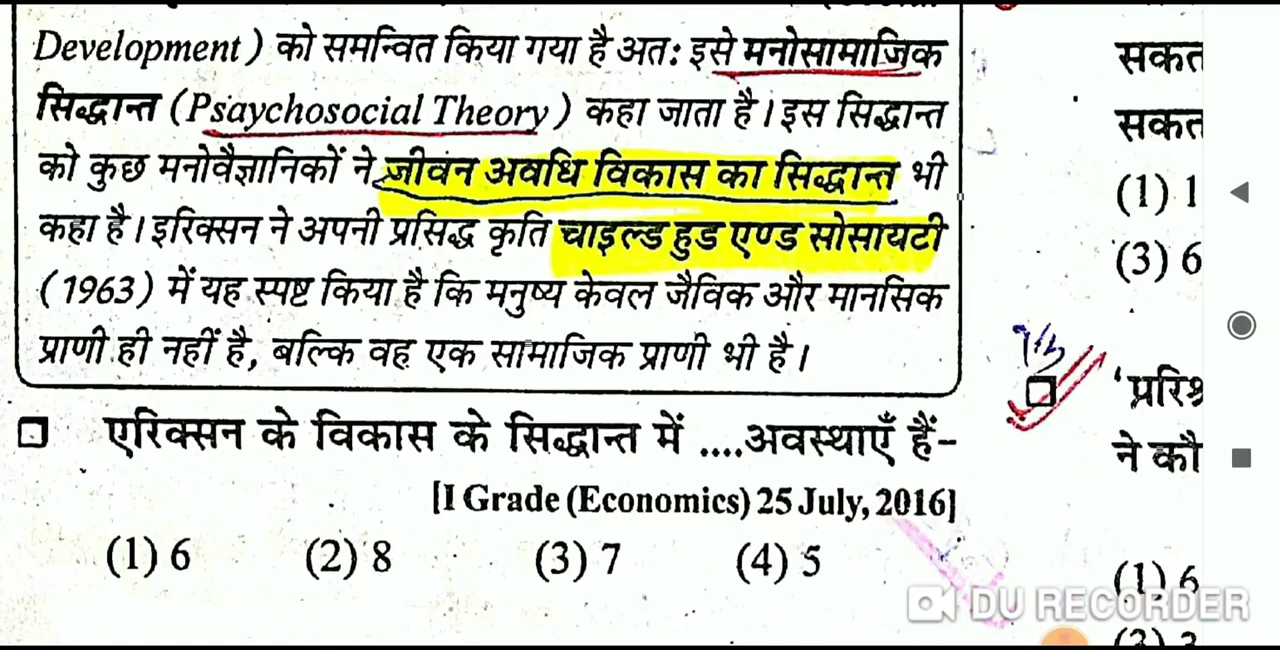 Development ) को समन्वित किया गया है अतः इसे मनोसामाजिक
सिद्धान्त (Psaychosocial Theory ) कहा जाता है। इस सिद्धान्त
को कुछ मनोवैज्ञानिकों ने जीवन अवधि विकास का सिद्धान्त भी
कहा है। इरिक्सन ने अपनी प्रसिद्ध कृति चाइल्ड हुड एण्ड सोसायटी
(1963) में यह स्पष्ट किया है कि मनुष्य केवल जैविक और मानसिक
प्राणी ही नहीं है, बल्कि वह एक सामाजिक प्राणी भी है।
एरिक्सन के विकास के सिद्धान्त में ....अवस्थाएँ हैं-
[I Grade (Economics) 25 July, 2016]
(1) 6 (2) 8 (3) 7 (4) 5
सकत
सकत
(1) 1
(3) 6
ने कौ
(1) 6
DU RECORDER